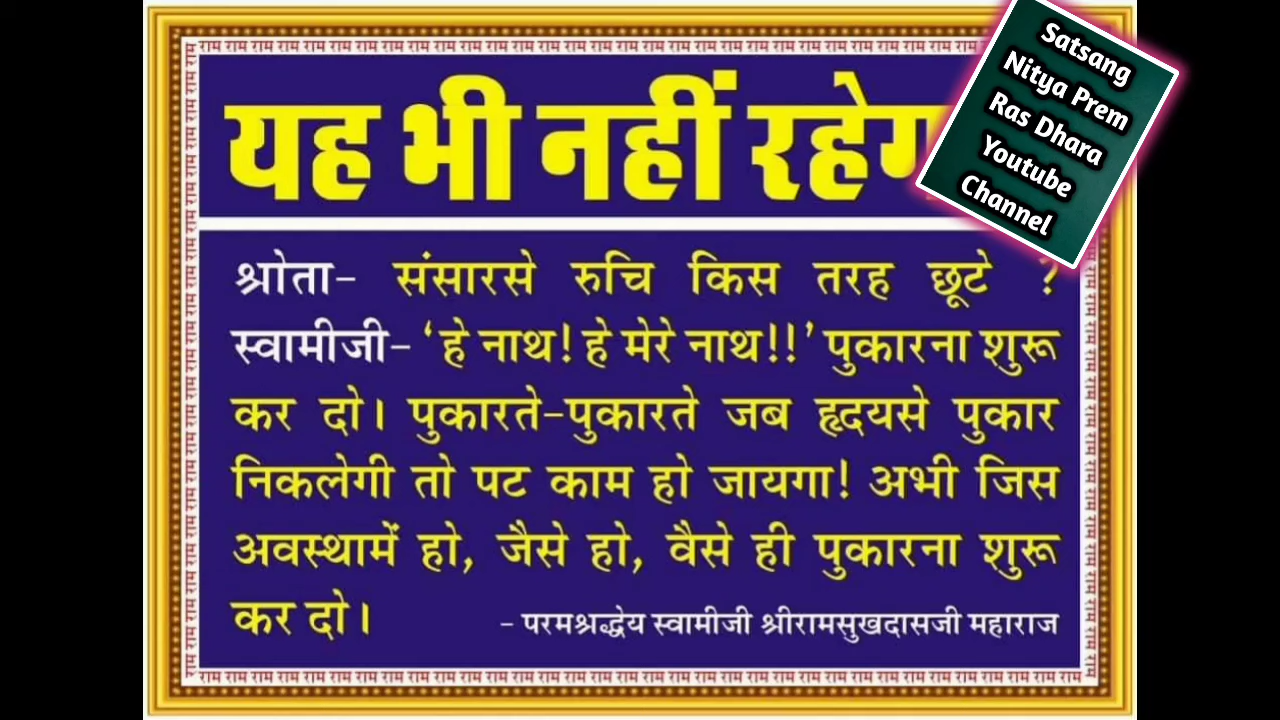 यह भी नहीं
Satsang
Nitya Prem
Ras Dhara
Youtube
Channel
श्रोता- संसारसे रुचि किस तरह छूटे ?
स्वामीजी- ‘हे नाथ! हे मेरे नाथ!!’ पुकारना शुरू
कर दो। पुकारते-पुकारते जब हृदयसे पुकार
निकलेगी तो पट काम हो जायगा! अभी जिस
अवस्थामें हो, जैसे हो, वैसे ही पुकारना शुरू
कर दो।
- परमश्रद्धेय स्वामीजी श्रीरामसुखदासजी महाराज
राम राम राम राम राम राम राम राम राम राम राम राम राम राम राम राम राम राम राम राम राम राम राम राम राम राम राम राम राम राम राम राम राम राम